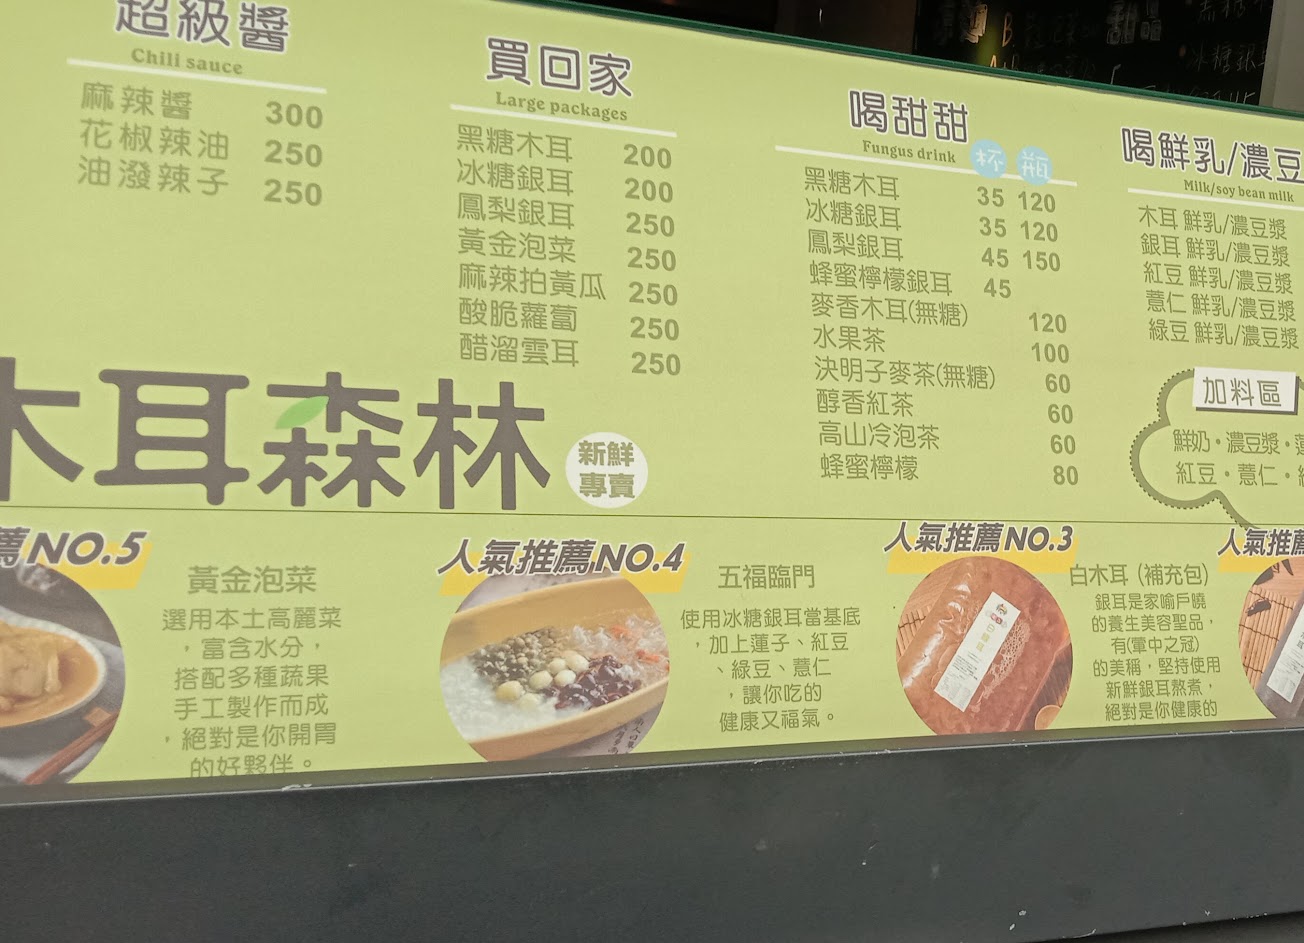 超級醬
Chili sauce
麻辣醬 300
花椒辣油 250
油潑辣子 250
買回家
Large packages
黑糖木耳 200
冰糖銀耳 200
鳳梨銀耳 250
黃金泡菜 250
麻辣拍黃瓜 250
酸脆蘿蔔 250
醋溜雲耳 250
喝甜甜
Fungus drink 杯 瓶
黑糖木耳 35 120
冰糖銀耳 35 120
鳳梨銀耳 45 150
蜂蜜檸檬銀耳 45
麥香木耳(無糖) 120
水果茶 100
決明子麥茶(無糖) 60
醇香紅茶 60
高山冷泡茶 60
蜂蜜檸檬 80
喝鮮乳/濃豆
Milk/soy bean milk
木耳 鮮乳/濃豆漿
銀耳 鮮乳/濃豆漿
紅豆 鮮乳/濃豆漿
薏仁 鮮乳/濃豆漿
綠豆 鮮乳/濃豆漿
加料區
鮮奶・濃豆漿・
紅豆・薏仁・
木耳森林
新鮮
專賣
薦NO.5
黃金泡菜
選用本土高麗菜
，富含水分，
搭配多種蔬果
手工製作而成
，絕對是你開胃
的好夥伴。
人氣推薦NO.4
五福臨門
使用冰糖銀耳當基底
，加上蓮子、紅豆
、綠豆、薏仁
，讓你吃的
健康又福氣。
人氣推薦NO.3
白木耳 (補充包)
銀耳是家喻戶曉
的養生美容聖品，
有(蕈中之冠)
的美稱，堅持使用
新鮮銀耳熬煮，
絕對是你健康的
人氣推薦